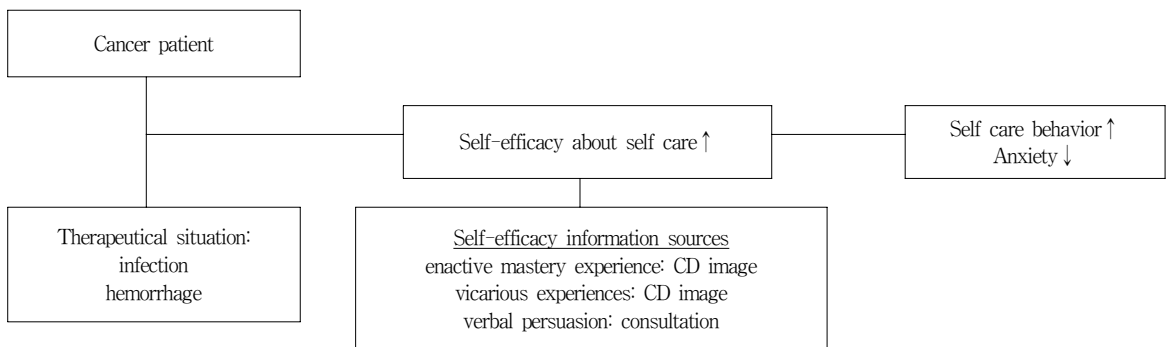 Cancer patient
Self-efficacy about self care↑
Self care behavior↑
Anxiety↓
Therapeutical situation:
infection
hemorrhage
Self-efficacy information sources
enactive mastery experience: CD image
vicarious experiences: CD image
verbal persuasion: consultation